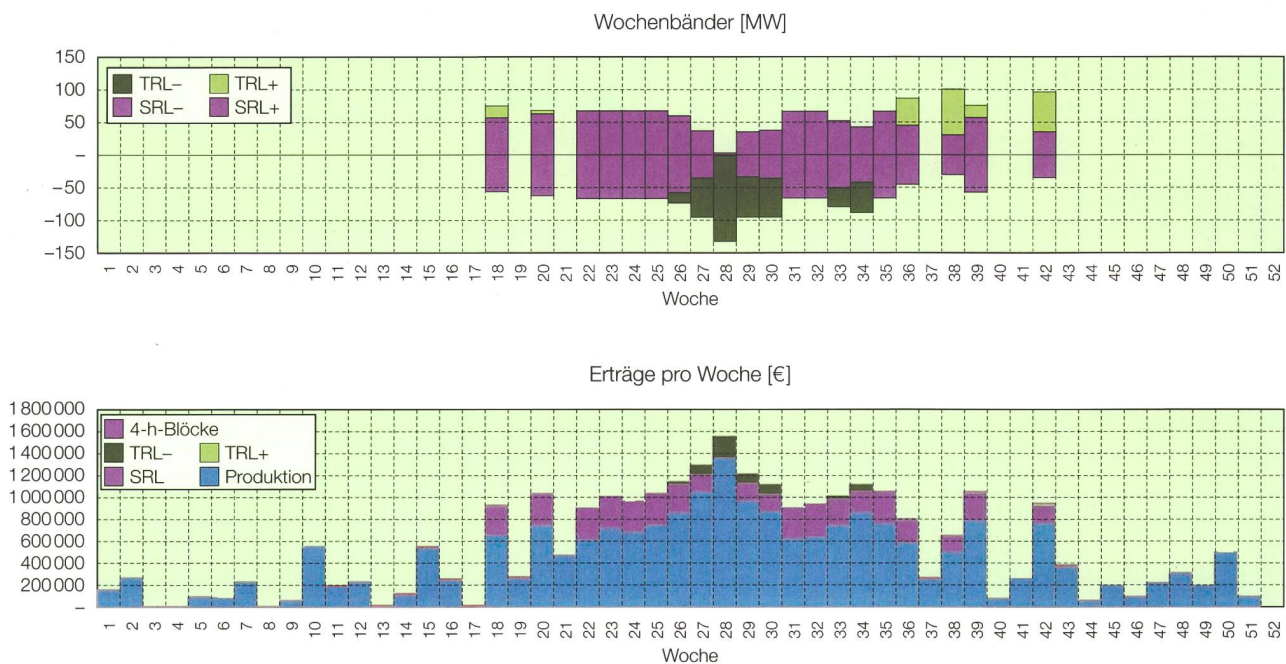 Wochenbänder [MW]
150
100
50
–
–50
–100
–150
TRL– TRL+
SRL– SRL+
1 2 3 4 5 6 7 8 9 10 11 12 13 14 15 16 17 18 19 20 21 22 23 24 25 26 27 28 29 30 31 32 33 34 35 36 37 38 39 40 41 42 43 44 45 46 47 48 49 50 51 52
Woche
Erträge pro Woche [€]
1 800 000
1 600 000
1 400 000
1 200 000
1 000 000
800 000
600 000
400 000
200 000
–
4-h-Blöcke
TRL– TRL+
SRL Produktion
1 2 3 4 5 6 7 8 9 10 11 12 13 14 15 16 17 18 19 20 21 22 23 24 25 26 27 28 29 30 31 32 33 34 35 36 37 38 39 40 41 42 43 44 45 46 47 48 49 50 51 52
Woche